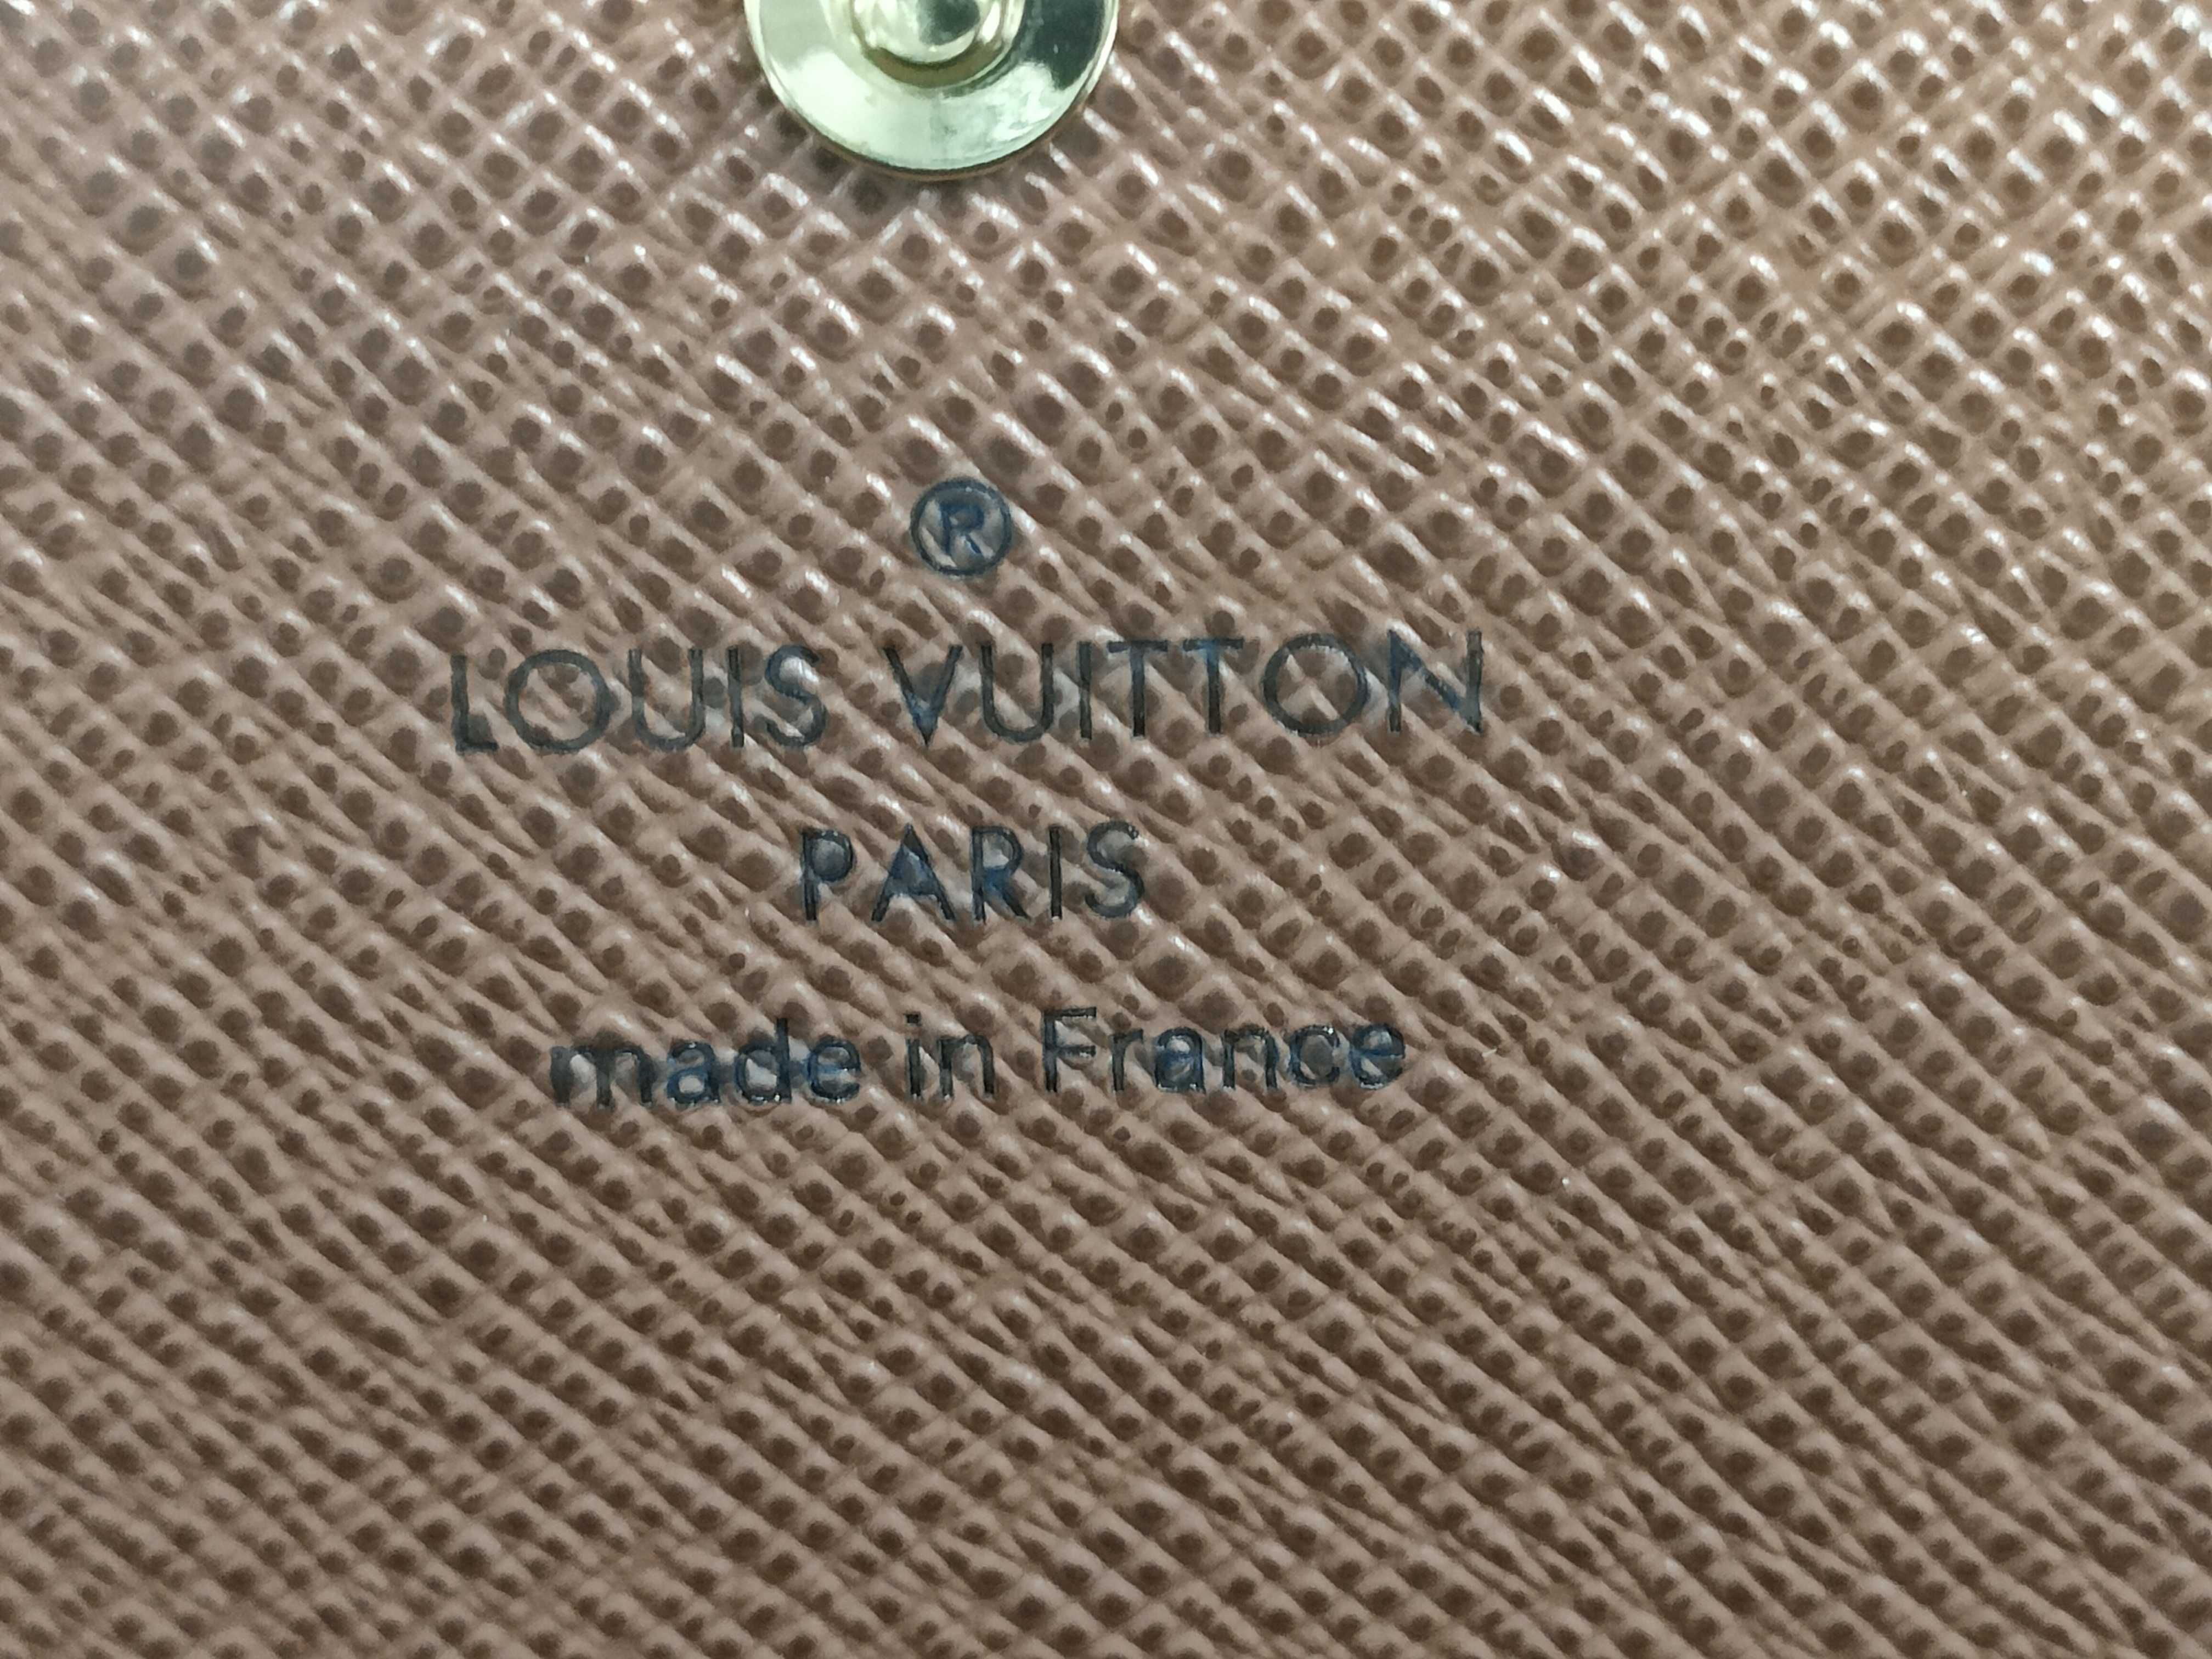 ®
LOUIS VUITTON
PARIS
made in France